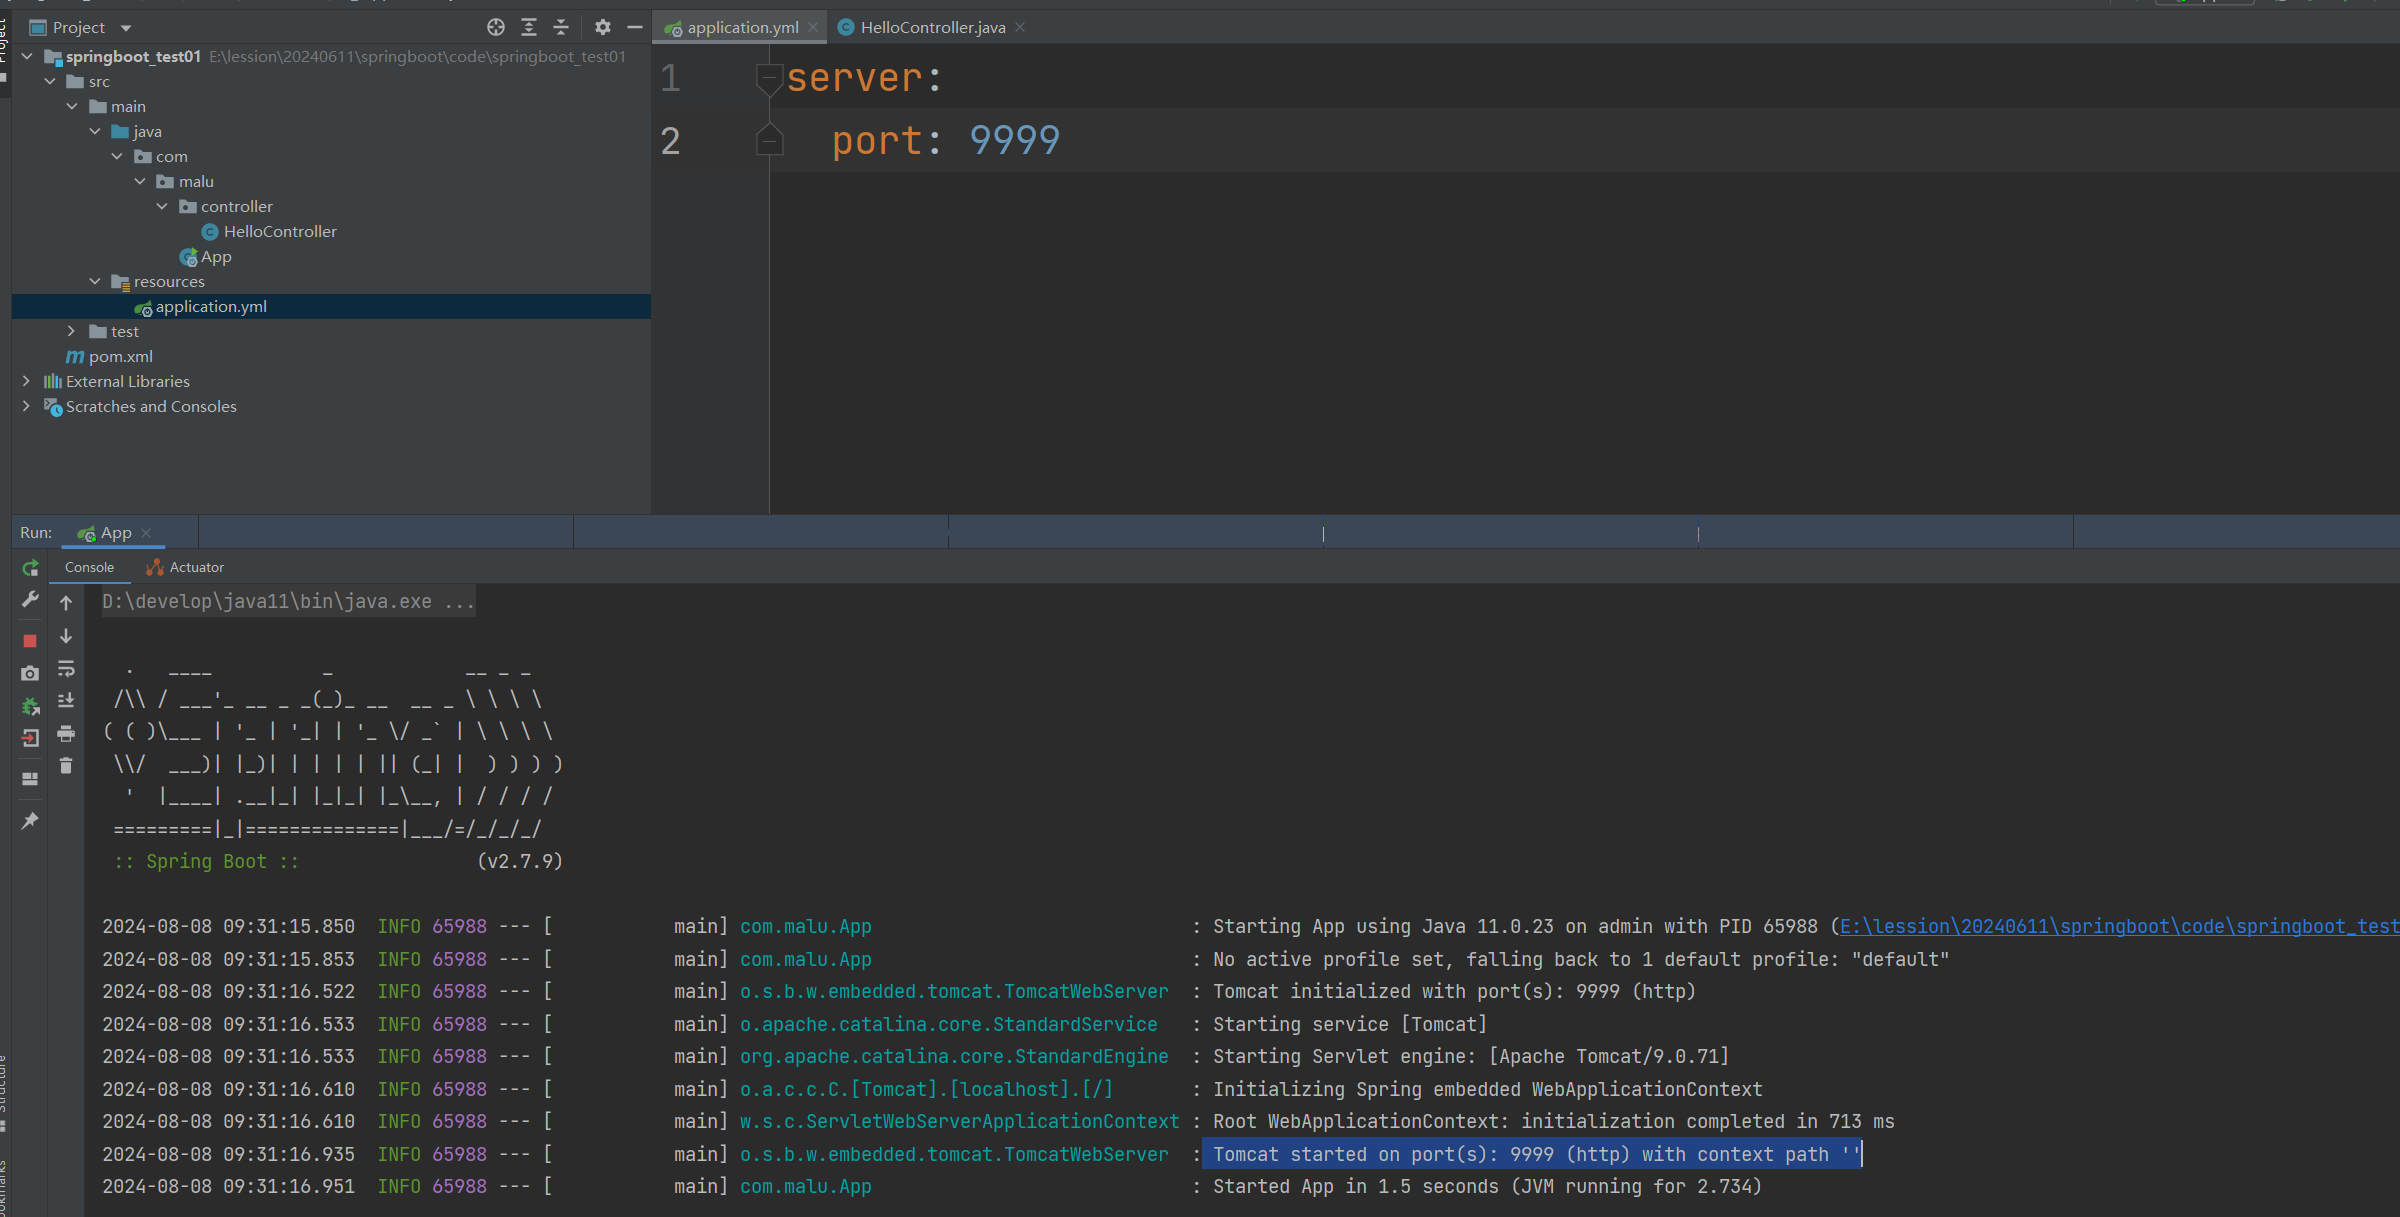 Project
springboot_test01 E:\lession\20240611\springboot\code\springboot_test01
src
main
java
com
malu
controller
HelloController
App
resources
application.yml
test
pom.xml
External Libraries
Scratches and Consoles
application.yml HelloController.java
1 server:
2 port: 9999
Run: App
Console Actuator
D:\develop\java11\bin\java.exe ...
  .   ____          _            __ _ _
 /\\ / ___'_ __ _ _(_)_ __  __ _ \ \ \ \
( ( )\___ | '_ | '_| | '_ \/ _` | \ \ \ \
 \\/  ___)| |_)| | | | | || (_| |  ) ) ) )
  '  |____| .__|_| |_|_| |_\__, | / / / /
 =========|_|==============|___/=/_/_/_/
 :: Spring Boot ::                (v2.7.9)
2024-08-08 09:31:15.850  INFO 65988 --- [           main] com.malu.App                             : Starting App using Java 11.0.23 on admin with PID 65988 (E:\lession\20240611\springboot\code\springboot_test
2024-08-08 09:31:15.853  INFO 65988 --- [           main] com.malu.App                             : No active profile set, falling back to 1 default profile: "default"
2024-08-08 09:31:16.522  INFO 65988 --- [           main] o.s.b.w.embedded.tomcat.TomcatWebServer  : Tomcat initialized with port(s): 9999 (http)
2024-08-08 09:31:16.533  INFO 65988 --- [           main] o.apache.catalina.core.StandardService   : Starting service [Tomcat]
2024-08-08 09:31:16.533  INFO 65988 --- [           main] org.apache.catalina.core.StandardEngine  : Starting Servlet engine: [Apache Tomcat/9.0.71]
2024-08-08 09:31:16.610  INFO 65988 --- [           main] o.a.c.c.C.[Tomcat].[localhost].[/]       : Initializing Spring embedded WebApplicationContext
2024-08-08 09:31:16.610  INFO 65988 --- [           main] w.s.c.ServletWebServerApplicationContext : Root WebApplicationContext: initialization completed in 713 ms
2024-08-08 09:31:16.935  INFO 65988 --- [           main] o.s.b.w.embedded.tomcat.TomcatWebServer  : Tomcat started on port(s): 9999 (http) with context path ''
2024-08-08 09:31:16.951  INFO 65988 --- [           main] com.malu.App                             : Started App in 1.5 seconds (JVM running for 2.734)